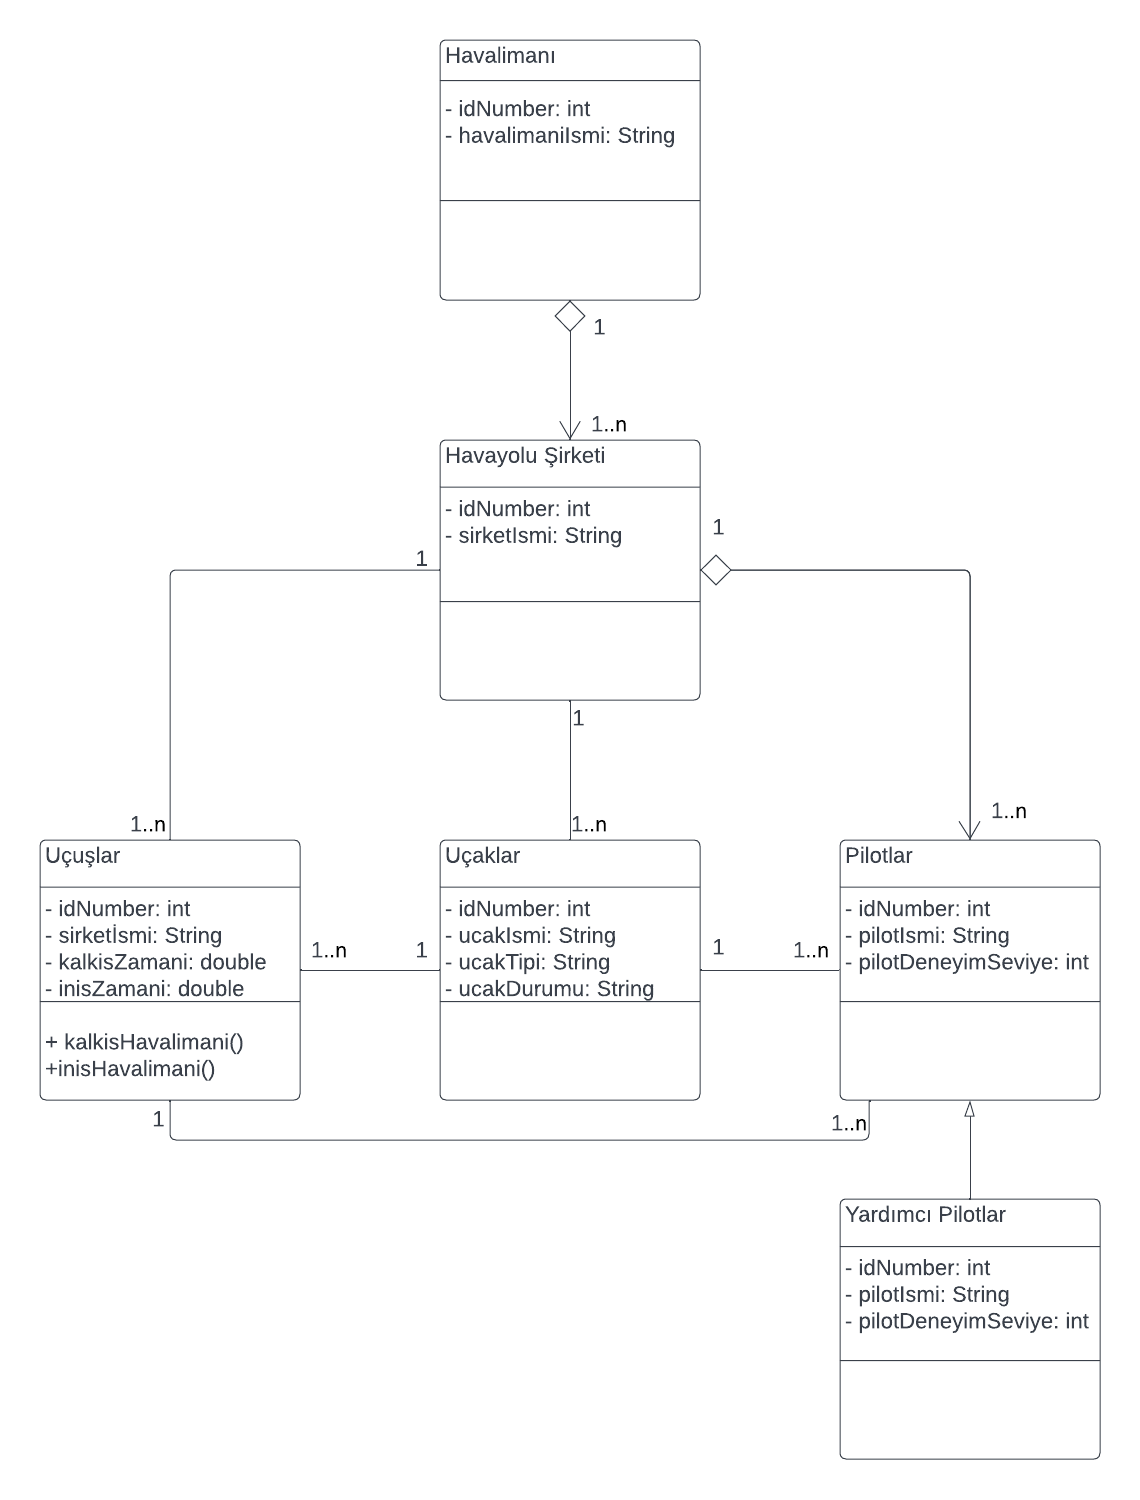 Havalimanı
- idNumber: int
- havalimaniIsmi: String
1
1..n
Havayolu Şirketi
- idNumber: int
- sirketIsmi: String
1
1
1
1..n
1..n
1..n
Uçuşlar
- idNumber: int
- sirketİsmi: String
- kalkisZamani: double
- inisZamani: double
+ kalkisHavalimani()
+inisHavalimani()
1..n
1
Uçaklar
- idNumber: int
- ucakIsmi: String
- ucakTipi: String
- ucakDurumu: String
1
1..n
Pilotlar
- idNumber: int
- pilotIsmi: String
- pilotDeneyimSeviye: int
1
1..n
Yardımcı Pilotlar
- idNumber: int
- pilotIsmi: String
- pilotDeneyimSeviye: int